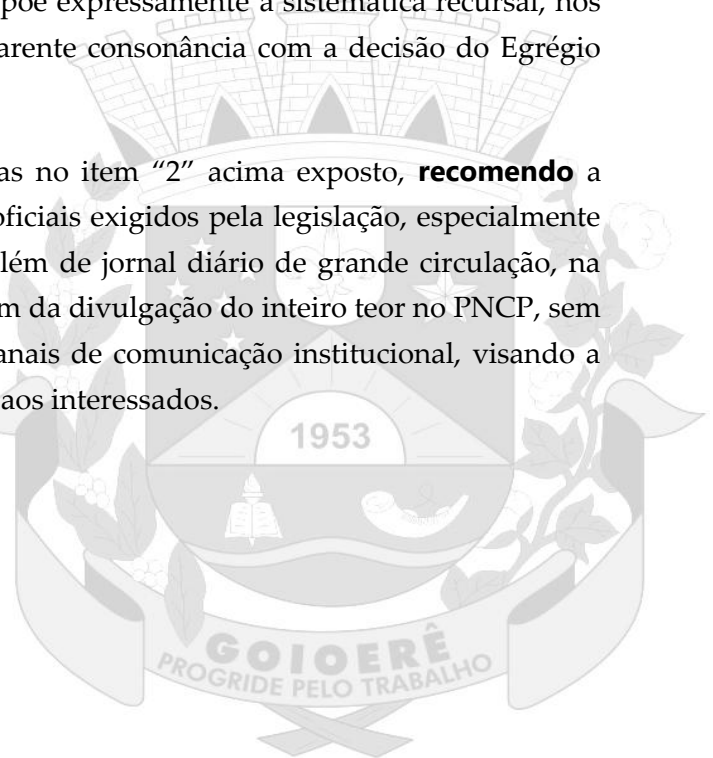 põe expressamente a sistemática recursal, nos
arente consonância com a decisão do Egrégio
as no item “2” acima exposto, recomendo a
oficiais exigidos pela legislação, especialmente
lém de jornal diário de grande circulação, na
m da divulgação do inteiro teor no PNCP, sem
anais de comunicação institucional, visando a
aos interessados.
1953
GOIOERÊ
PROGRIDE PELO TRABALHO